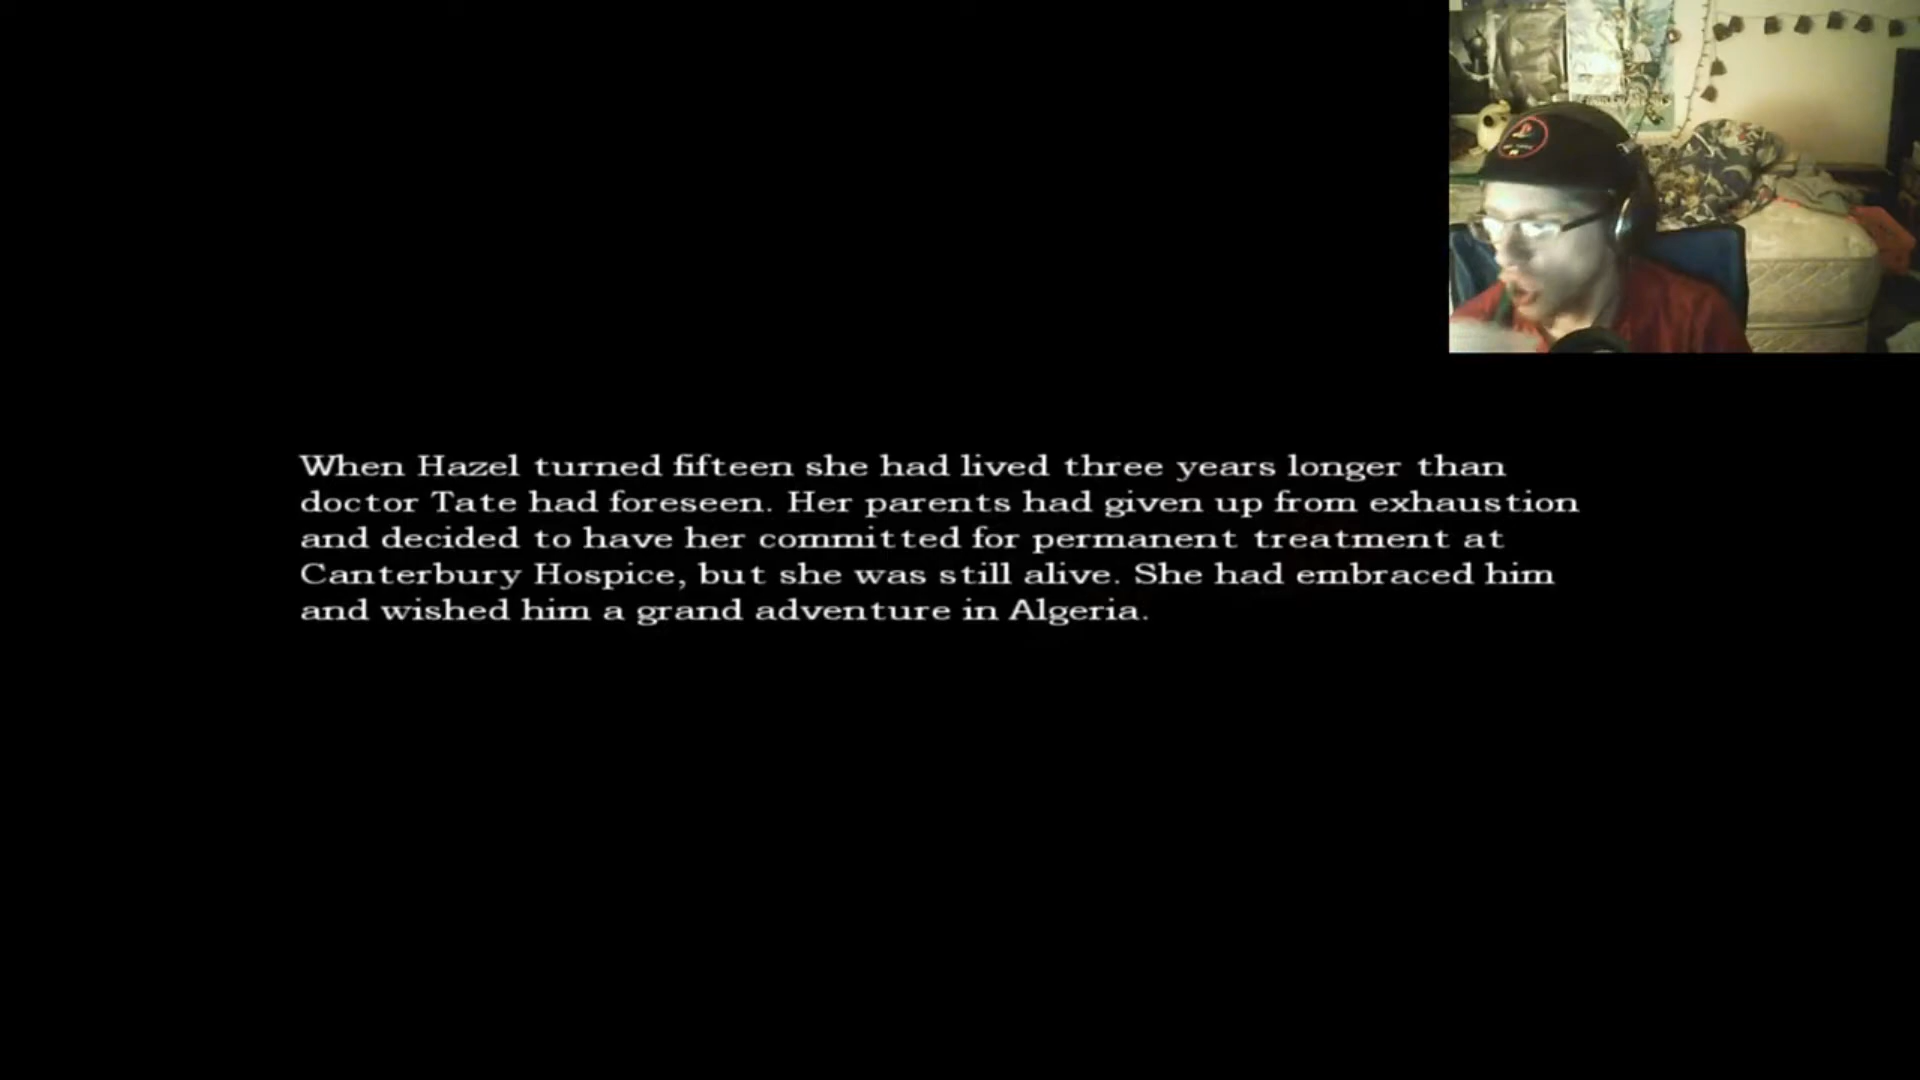 When Hazel turned fifteen she had lived three years longer than
doctor Tate had foreseen. Her parents had given up from exhaustion
and decided to have her committed for permanent treatment at
Canterbury Hospice, but she was still alive. She had embraced him
and wished him a grand adventure in Algeria.